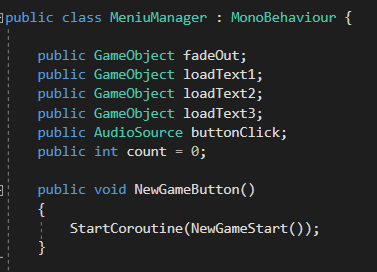 public class MeniuManager : MonoBehaviour {
public GameObject fadeOut;
public GameObject loadText1;
public GameObject loadText2;
public GameObject loadText3;
public AudioSource buttonClick;
public int count = 0;
public void NewGameButton()
{
StartCoroutine(NewGameStart());
}